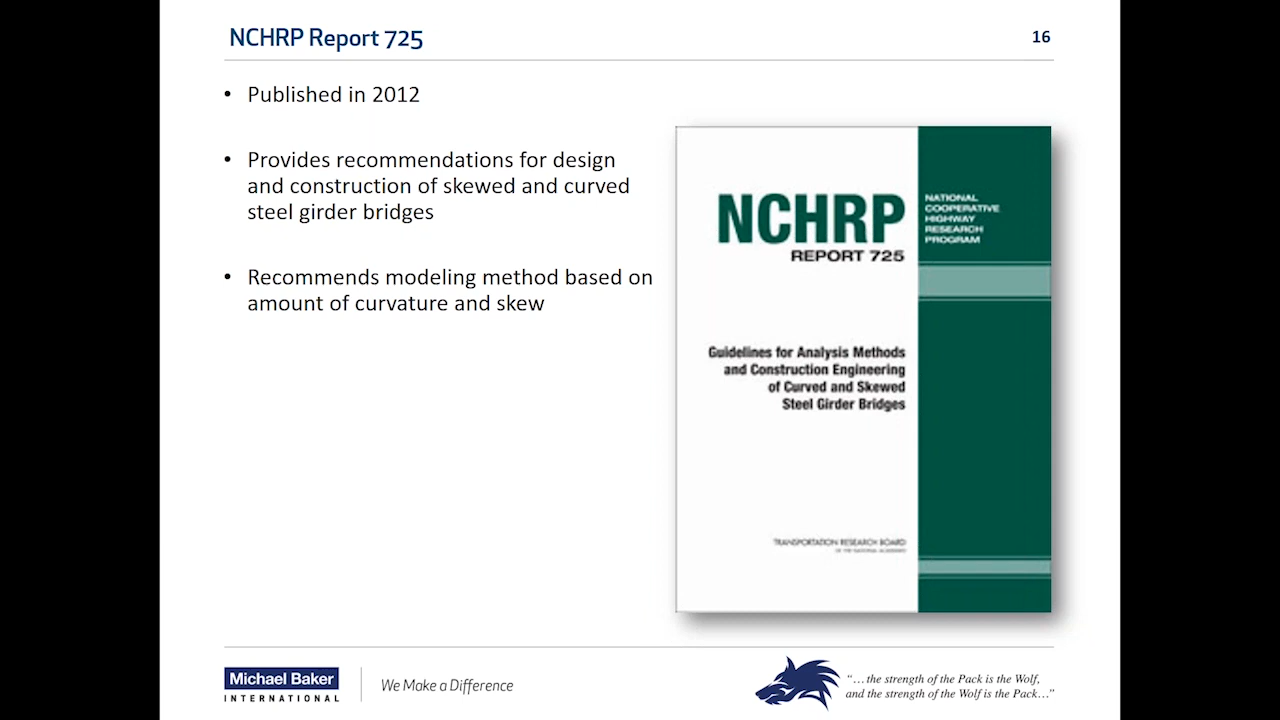 NCHRP Report 725
16
• Published in 2012
• Provides recommendations for design
and construction of skewed and curved
steel girder bridges
• Recommends modeling method based on
amount of curvature and skew
NCHRP
REPORT 725
NATIONAL
COOPERATIVE
HIGHWAY
RESEARCH
PROGRAM
Guidelines for Analysis Methods
and Construction Engineering
of Curved and Skewed
Steel Girder Bridges
TRANSPORTATION RESEARCH BOARD
OF THE NATIONAL ACADEMIES
Michael Baker
INTERNATIONAL
We Make a Difference
“… the strength of the Pack is the Wolf,
and the strength of the Wolf is the Pack…”